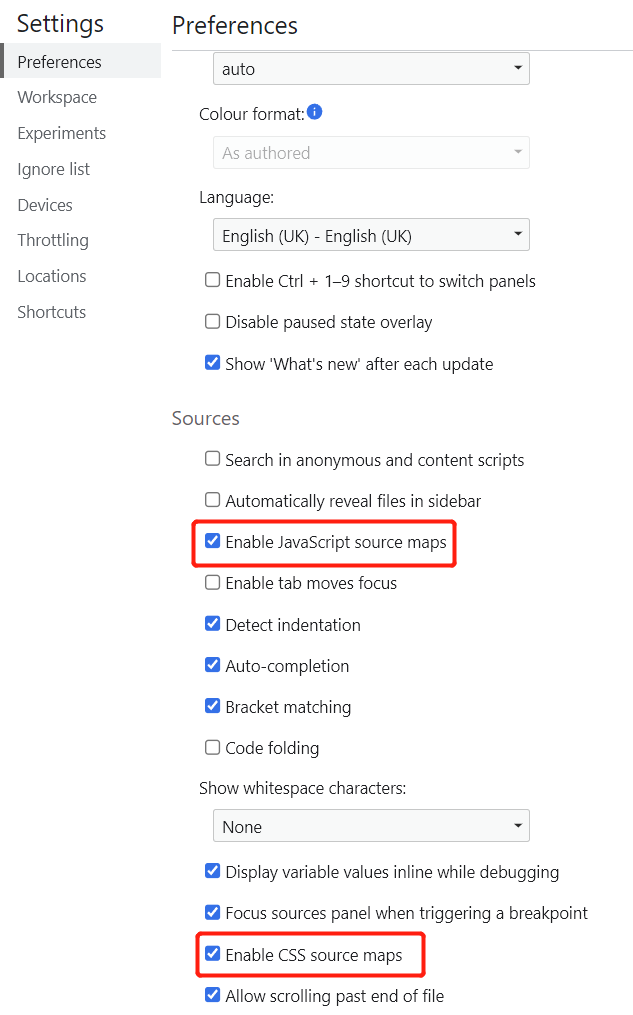 Settings
Preferences
Workspace
Experiments
Ignore list
Devices
Throttling
Locations
Shortcuts
Preferences
auto
Colour format:
As authored
Language:
English (UK) - English (UK)
Enable Ctrl + 1–9 shortcut to switch panels
Disable paused state overlay
Show 'What's new' after each update
Sources
Search in anonymous and content scripts
Automatically reveal files in sidebar
Enable JavaScript source maps
Enable tab moves focus
Detect indentation
Auto-completion
Bracket matching
Code folding
Show whitespace characters:
None
Display variable values inline while debugging
Focus sources panel when triggering a breakpoint
Enable CSS source maps
Allow scrolling past end of file